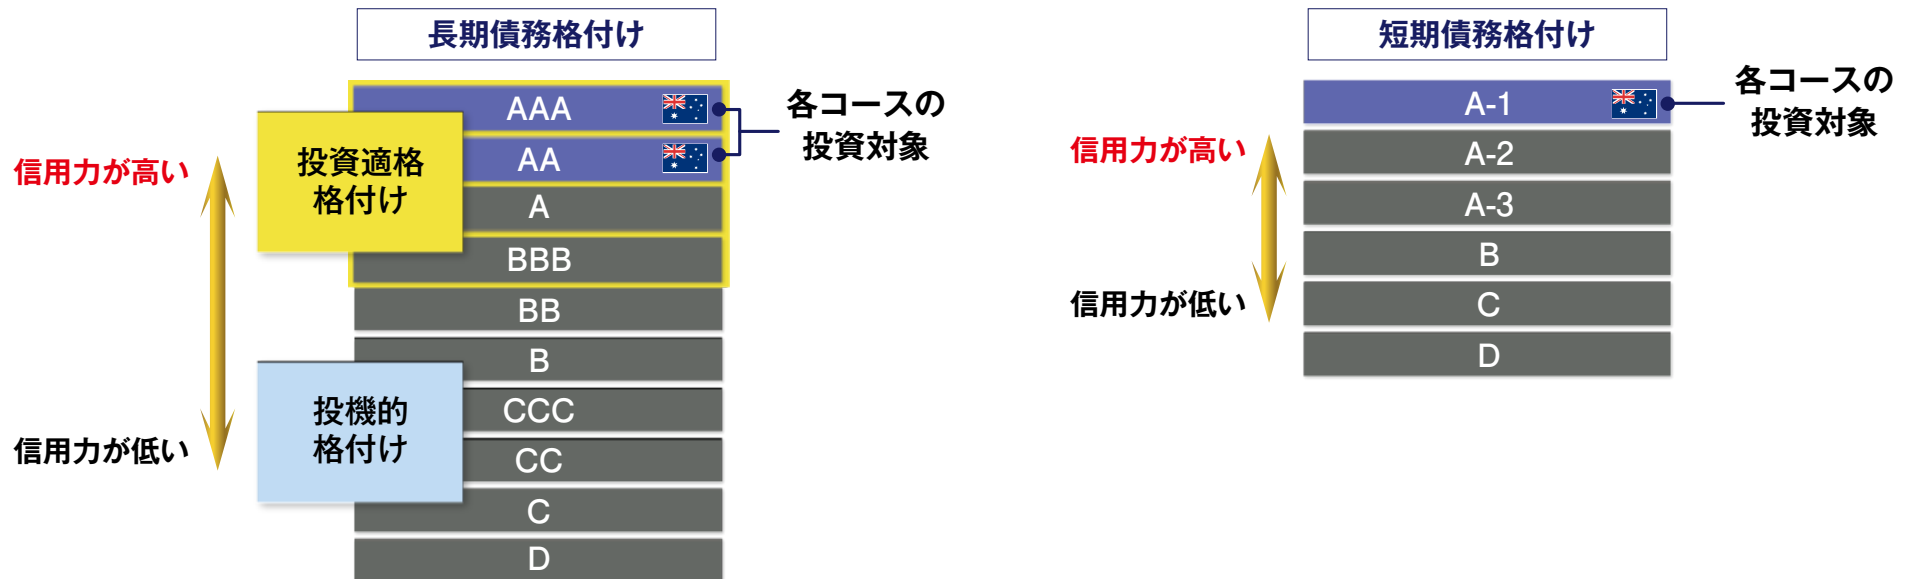 長期債務格付け
AAA
AA
A
BBB
BB
B
CCC
CC
C
D
投資適格
格付け
投機的
格付け
信用力が高い
信用力が低い
各コースの
投資対象
短期債務格付け
A-1
A-2
A-3
B
C
D
信用力が高い
信用力が低い
各コースの
投資対象